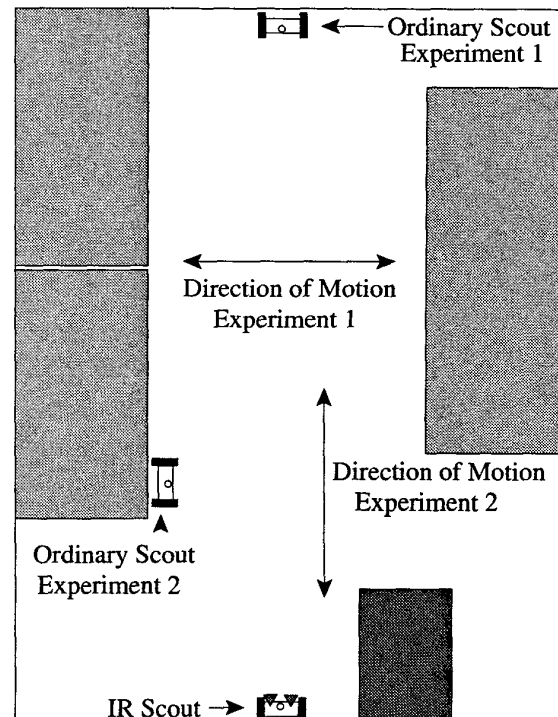 Ordinary Scout
Experiment 1
Direction of Motion
Experiment 1
Direction of Motion
Experiment 2
Ordinary Scout
Experiment 2
IR Scout